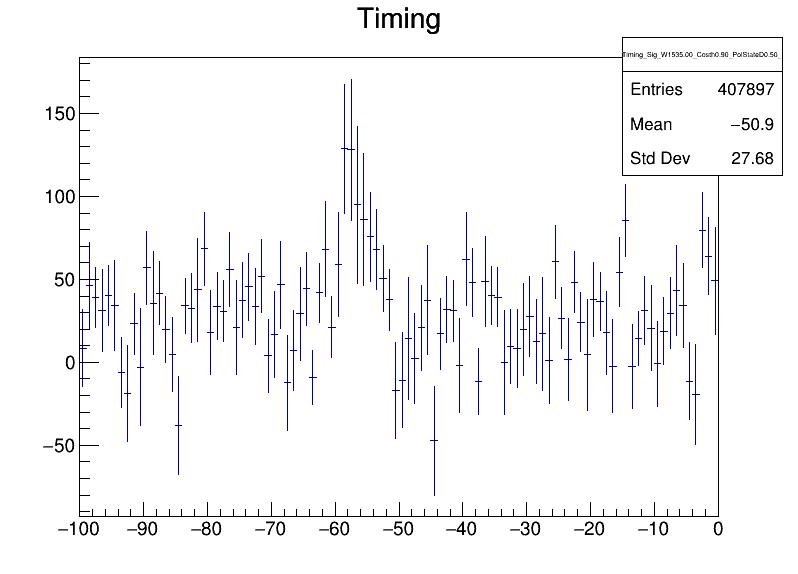 Timing
Timing_Sig_W1535.00_Costh0.90_PolStateD0.50_
Entries 407897
Mean −50.9
Std Dev 27.68
150
100
50
0
−50
−100 −90 −80 −70 −60 −50 −40 −30 −20 −10 0